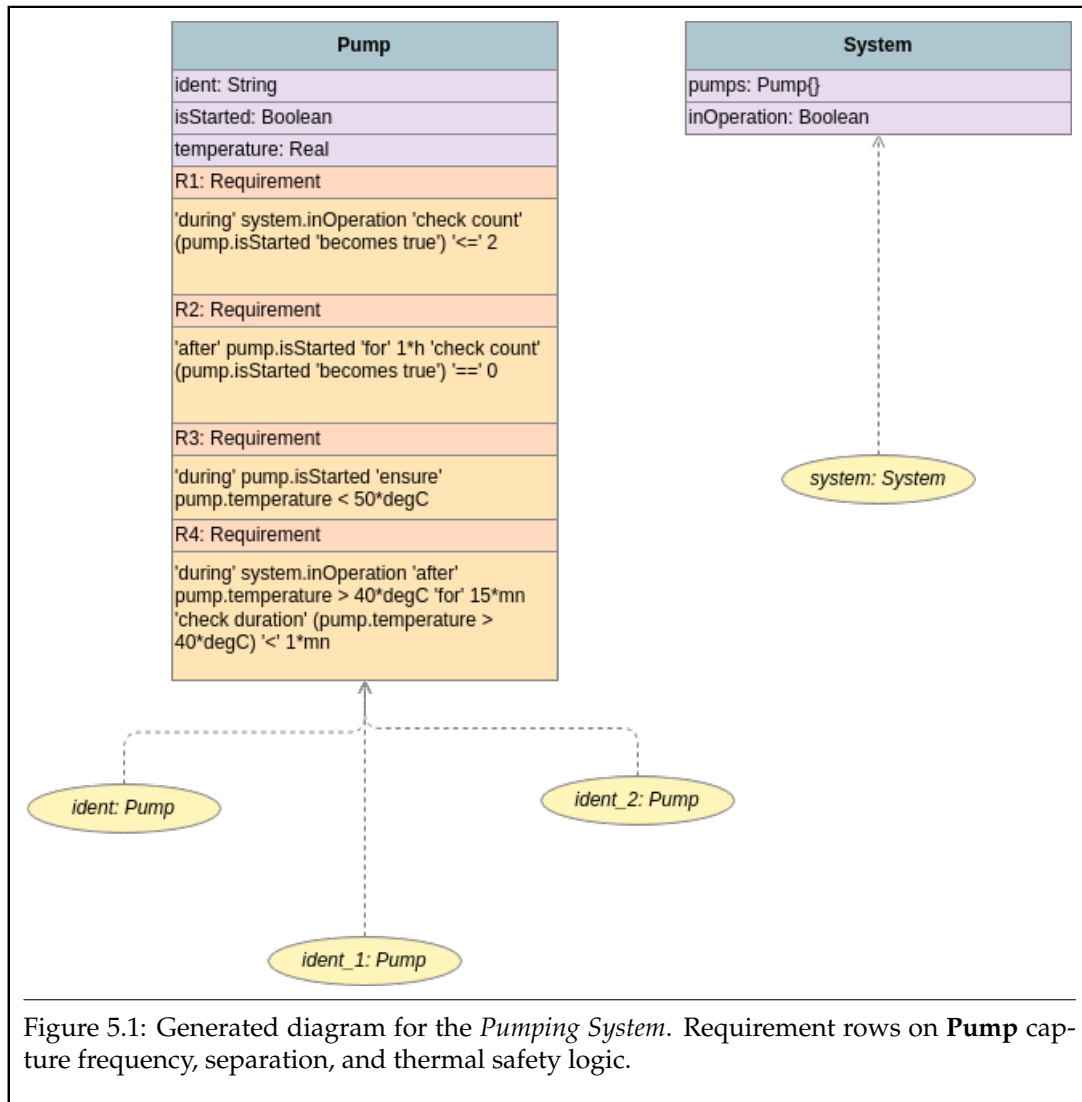 Pump
ident: String
isStarted: Boolean
temperature: Real
R1: Requirement
'during' system.inOperation 'check count'
(pump.isStarted 'becomes true') '<=' 2
R2: Requirement
'after' pump.isStarted 'for' 1*h 'check count'
(pump.isStarted 'becomes true') '==' 0
R3: Requirement
'during' pump.isStarted 'ensure'
pump.temperature < 50*degC
R4: Requirement
'during' system.inOperation 'after'
pump.temperature > 40*degC 'for' 15*mn
'check duration' (pump.temperature >
40*degC) '<' 1*mn
System
pumps: Pump{}
inOperation: Boolean
system: System
ident: Pump
ident_2: Pump
ident_1: Pump
Figure 5.1: Generated diagram for the Pumping System. Requirement rows on Pump cap-
ture frequency, separation, and thermal safety logic.